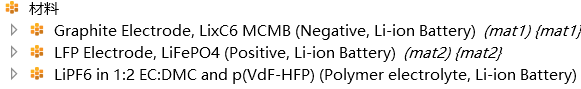 材料
Graphite Electrode, LixC6 MCMB (Negative, Li-ion Battery) (mat1) {mat1}
LFP Electrode, LiFePO4 (Positive, Li-ion Battery) (mat2) {mat2}
LiPF6 in 1:2 EC:DMC and p(VdF-HFP) (Polymer electrolyte, Li-ion Battery)